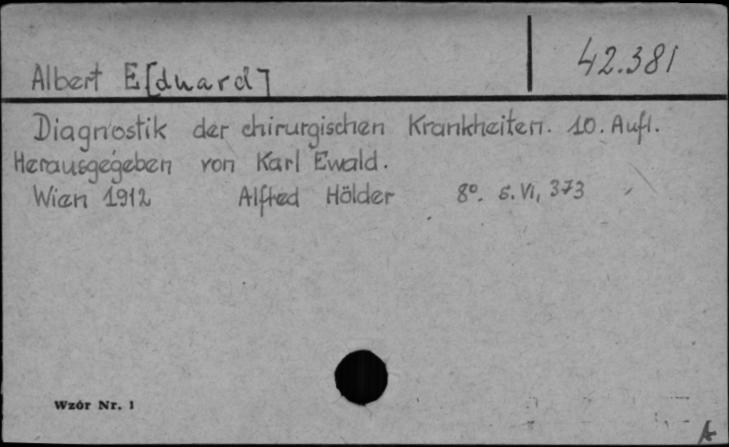 42.381
Albert E[duard]
Diagnostik der chirurgischen Krankheiten. 10. Aufl.
Herausgegeben von Karl Ewald.
Wien 1912 Alfred Hölder 8°. s. VI, 373
Wzór Nr. 1